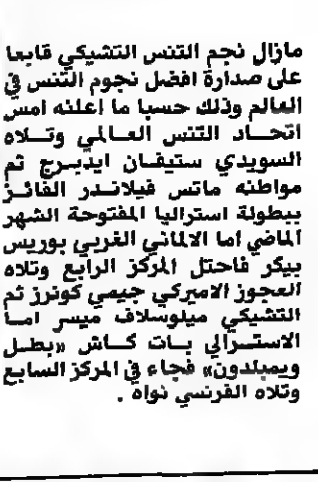 مازال نجم التنس التشيكي قابعا
على صدارة افضل نجوم التنس في
العالم وذلك حسبما ما اعلنه امس
اتحاد التنس العالمي وتلاه
السويدي ستيفان ايدبرج ثم
مواطنه ماتس فيلاندر الفائز
ببطولة استراليا المفتوحة الشهر
الماضي اما الالماني الغربي بوريس
بيكر فاحتل المركز الرابع وتلاه
العجوز الاميركي جيمي كونرز ثم
التشيكي ميلوسلاف ميسر اما
الاسترالي بات كاش «بطل
ويمبلدون» فجاء في المركز السابع
وتلاه الفرنسي نواه .